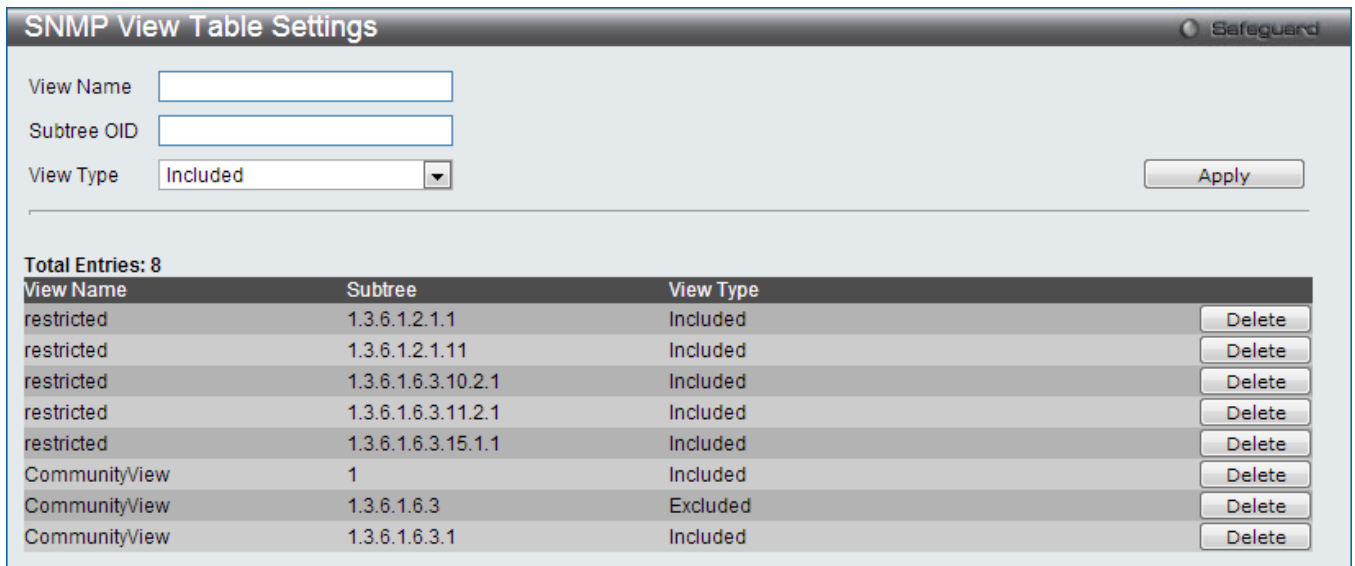 SNMP View Table Settings Safeguard
View Name
Subtree OID
View Type Included Apply
Total Entries: 8
View Name Subtree View Type
restricted 1.3.6.1.2.1.1 Included Delete
restricted 1.3.6.1.2.1.11 Included Delete
restricted 1.3.6.1.6.3.10.2.1 Included Delete
restricted 1.3.6.1.6.3.11.2.1 Included Delete
restricted 1.3.6.1.6.3.15.1.1 Included Delete
CommunityView 1 Included Delete
CommunityView 1.3.6.1.6.3 Excluded Delete
CommunityView 1.3.6.1.6.3.1 Included Delete